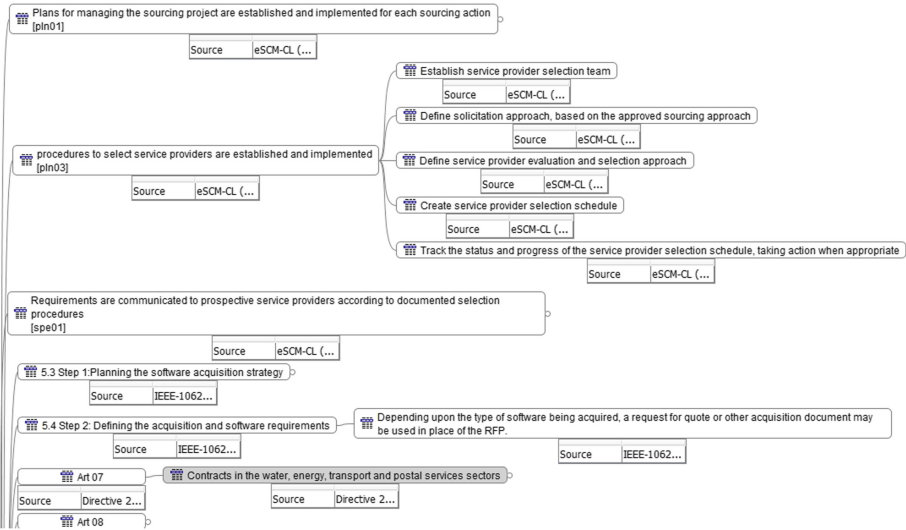 Plans for managing the sourcing project are established and implemented for each sourcing action
[pln01]
Source eSCM-CL (...
Establish service provider selection team
Source eSCM-CL (...
Define solicitation approach, based on the approved sourcing approach
Source eSCM-CL (...
procedures to select service providers are established and implemented
[pln03]
Source eSCM-CL (...
Define service provider evaluation and selection approach
Source eSCM-CL (...
Create service provider selection schedule
Source eSCM-CL (...
Track the status and progress of the service provider selection schedule, taking action when appropriate
Source eSCM-CL (...
Requirements are communicated to prospective service providers according to documented selection
procedures
[spe01]
Source eSCM-CL (...
5.3 Step 1:Planning the software acquisition strategy
Source IEEE-1062...
5.4 Step 2: Defining the acquisition and software requirements
Source IEEE-1062...
Depending upon the type of software being acquired, a request for quote or other acquisition document may
be used in place of the RFP.
Source IEEE-1062...
Art 07
Source Directive 2...
Contracts in the water, energy, transport and postal services sectors
Source Directive 2...
Art 08